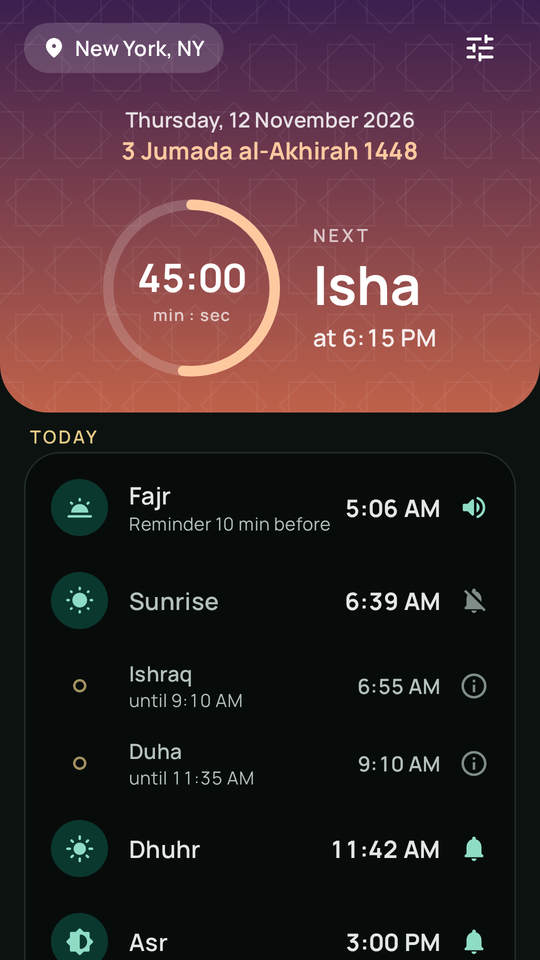 New York, NY
Thursday, 12 November 2026
3 Jumada al-Akhirah 1448
45:00
min : sec
NEXT
Isha
at 6:15 PM
TODAY
Fajr
Reminder 10 min before
5:06 AM
Sunrise
6:39 AM
Ishraq
until 9:10 AM
6:55 AM
Duha
until 11:35 AM
9:10 AM
Dhuhr
11:42 AM
Asr
3:00 PM